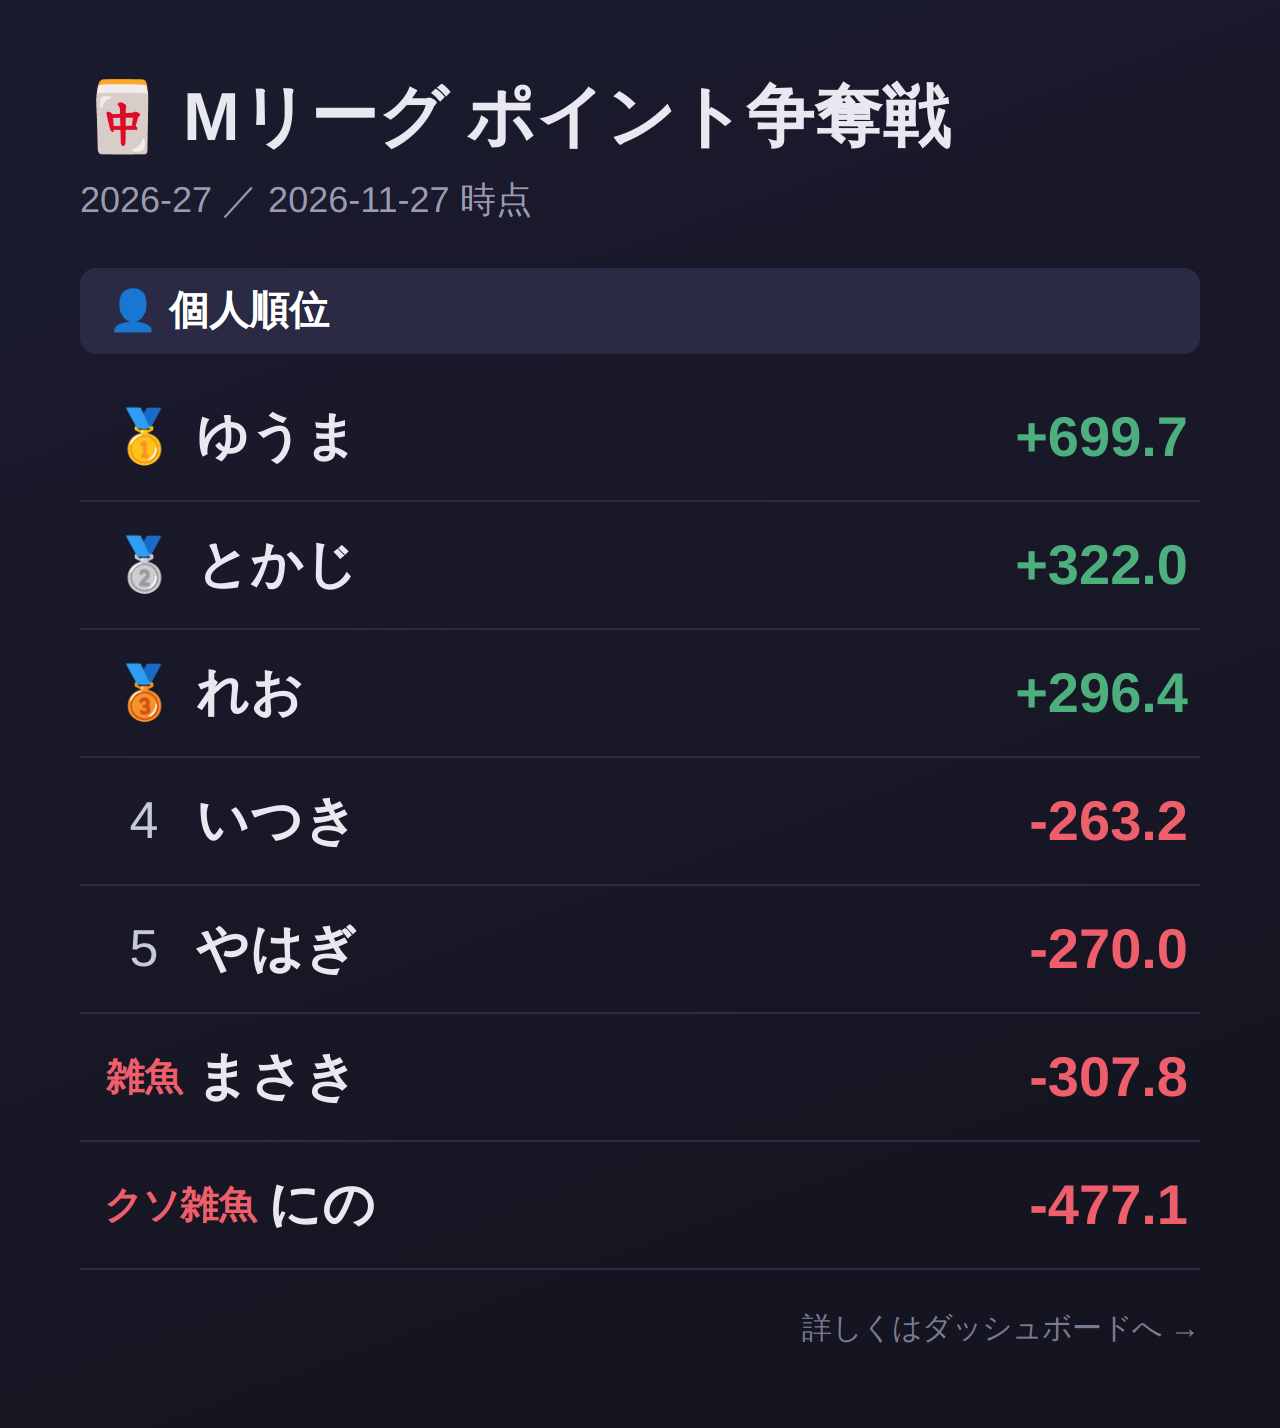 🀄 Mリーグ ポイント争奪戦
2026-27 ／ 2026-11-27 時点
👤 個人順位
🥇 ゆうま +699.7
🥈 とかじ +322.0
🥉 れお +296.4
4 いつき -263.2
5 やはぎ -270.0
雑魚 まさき -307.8
クソ雑魚 にの -477.1
詳しくはダッシュボードへ →